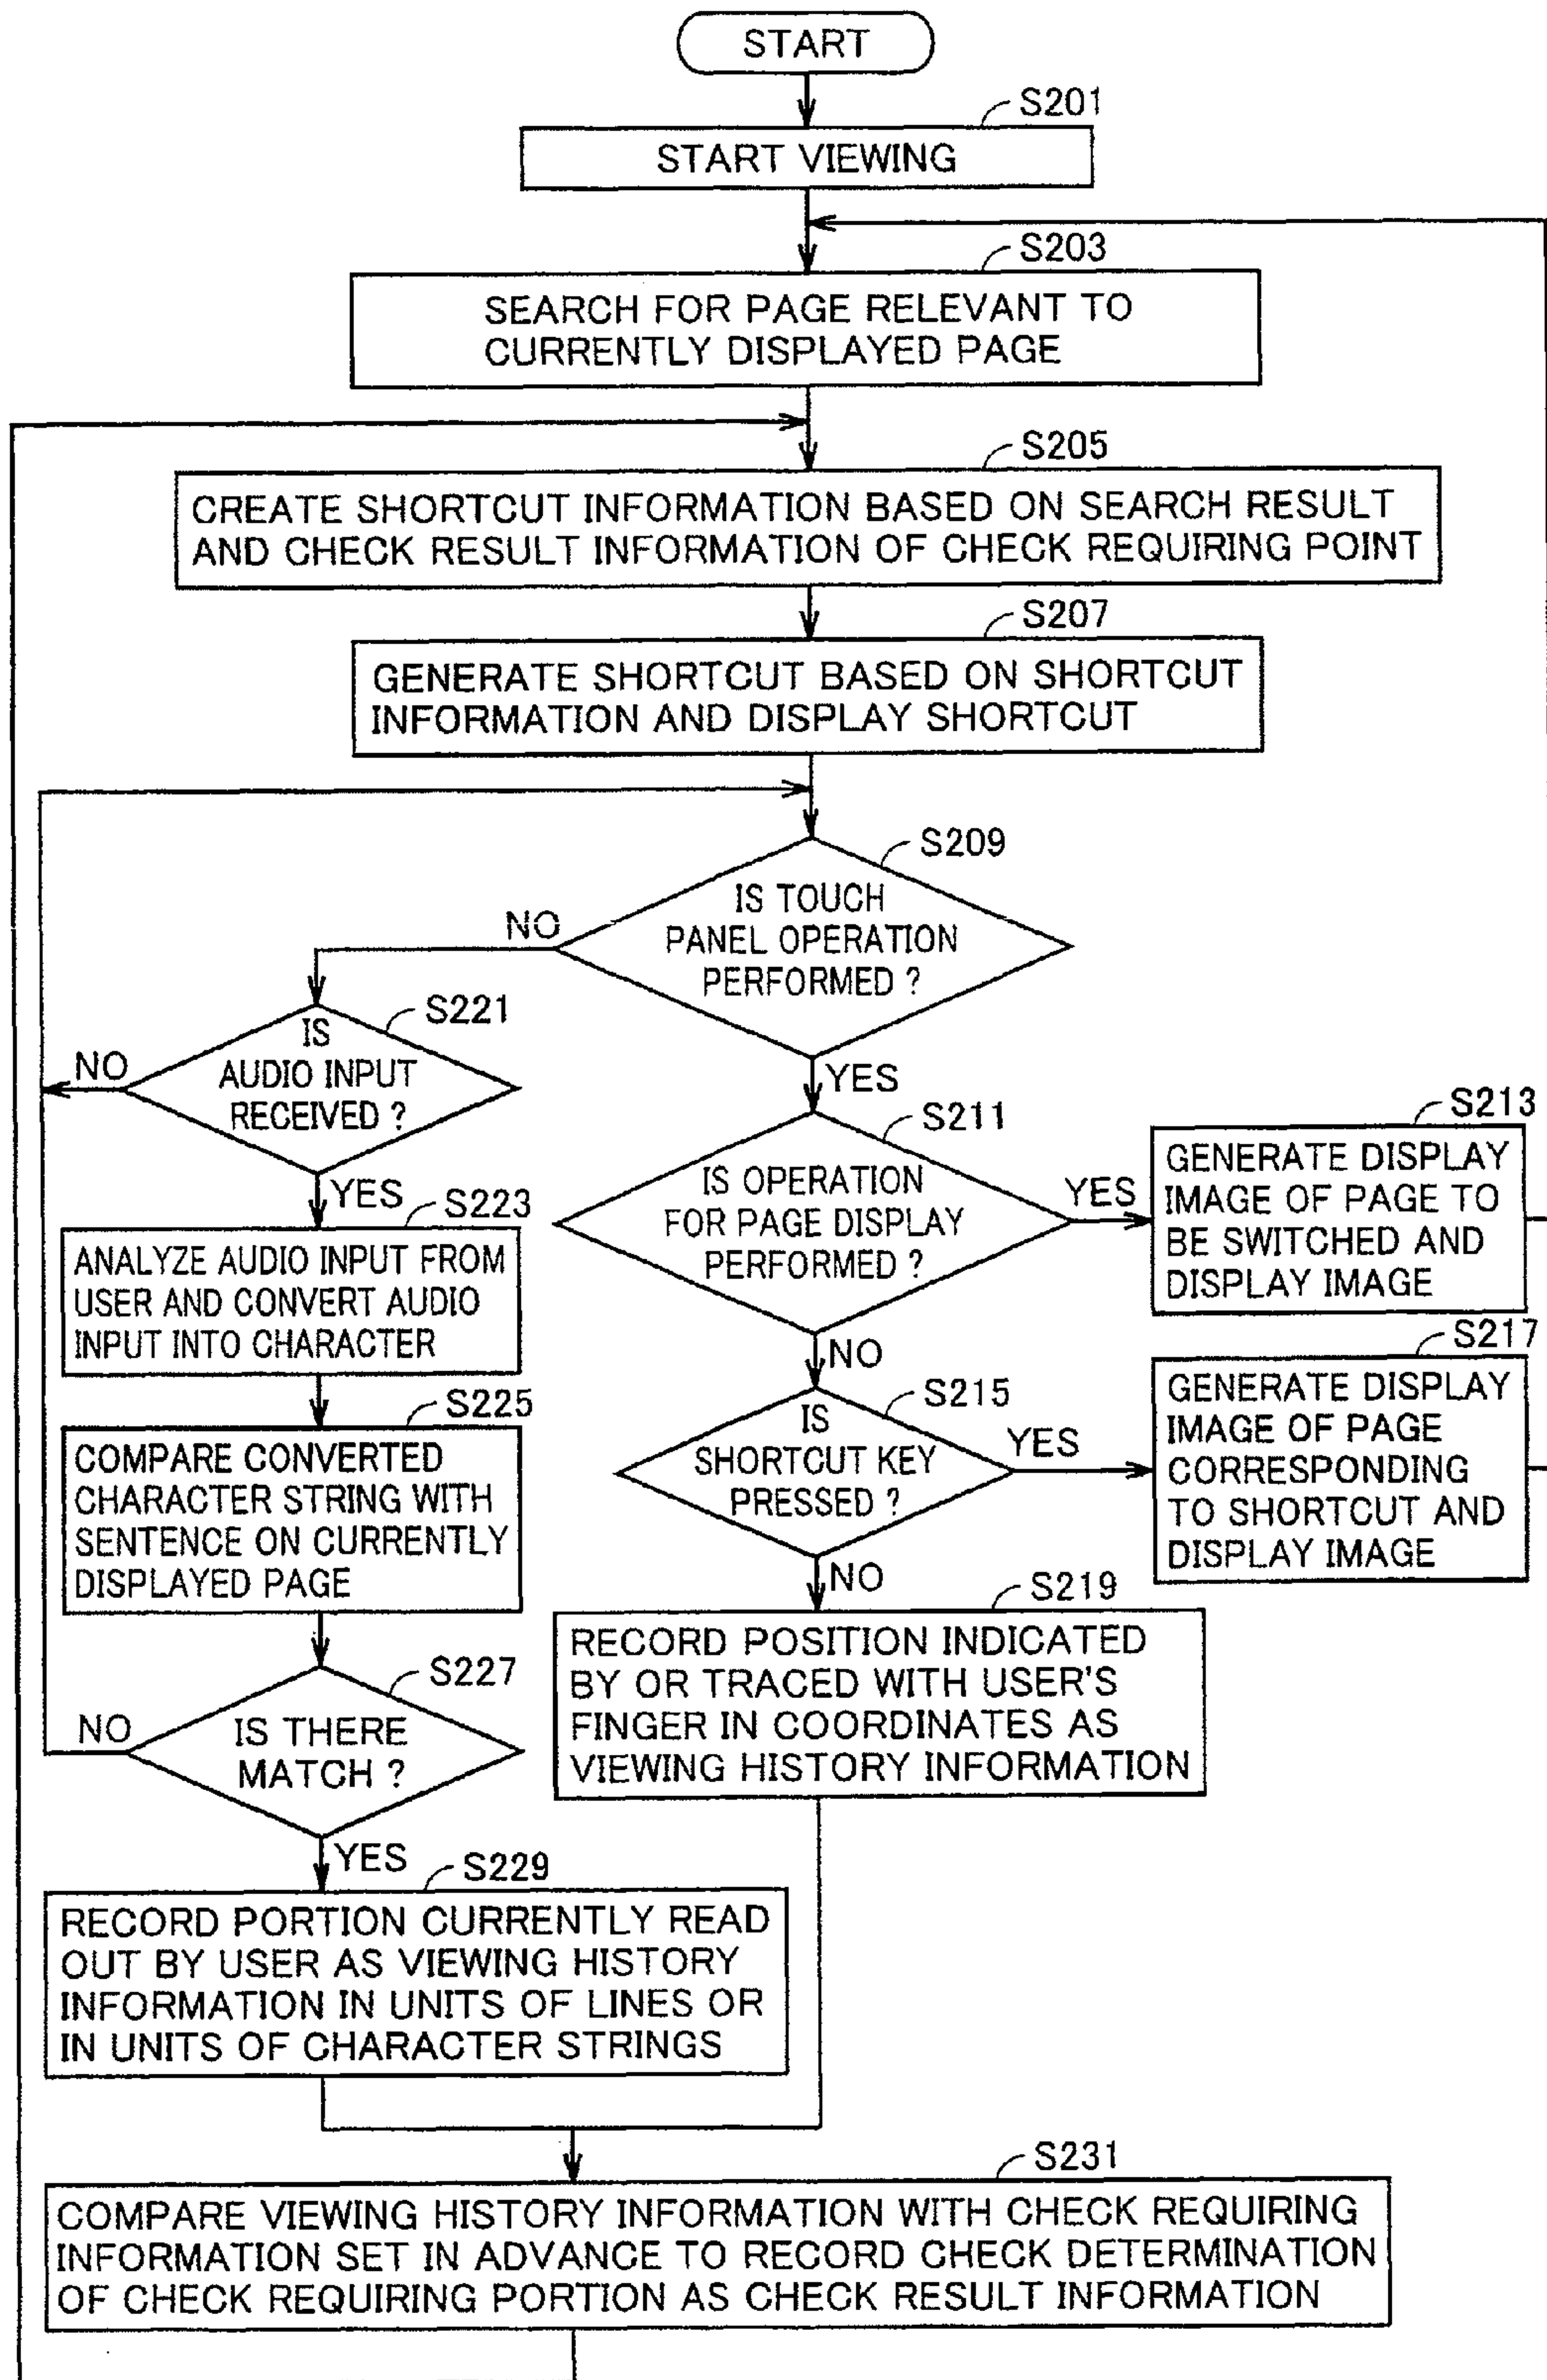 START
S201
START VIEWING
S203
SEARCH FOR PAGE RELEVANT TO
CURRENTLY DISPLAYED PAGE
S205
CREATE SHORTCUT INFORMATION BASED ON SEARCH RESULT
AND CHECK RESULT INFORMATION OF CHECK REQUIRING POINT
S207
GENERATE SHORTCUT BASED ON SHORTCUT
INFORMATION AND DISPLAY SHORTCUT
S209
IS TOUCH
PANEL OPERATION
PERFORMED ?
NO
YES
S221
IS
AUDIO INPUT
RECEIVED ?
NO
YES
S211
IS OPERATION
FOR PAGE DISPLAY
PERFORMED ?
YES
NO
S213
GENERATE DISPLAY
IMAGE OF PAGE TO
BE SWITCHED AND
DISPLAY IMAGE
S223
ANALYZE AUDIO INPUT FROM
USER AND CONVERT AUDIO
INPUT INTO CHARACTER
S215
IS
SHORTCUT KEY
PRESSED ?
YES
NO
S217
GENERATE DISPLAY
IMAGE OF PAGE
CORRESPONDING
TO SHORTCUT AND
DISPLAY IMAGE
S225
COMPARE CONVERTED
CHARACTER STRING WITH
SENTENCE ON CURRENTLY
DISPLAYED PAGE
S219
RECORD POSITION INDICATED
BY OR TRACED WITH USER'S
FINGER IN COORDINATES AS
VIEWING HISTORY INFORMATION
S227
IS THERE
MATCH ?
NO
YES
S229
RECORD PORTION CURRENTLY READ
OUT BY USER AS VIEWING HISTORY
INFORMATION IN UNITS OF LINES OR
IN UNITS OF CHARACTER STRINGS
S231
COMPARE VIEWING HISTORY INFORMATION WITH CHECK REQUIRING
INFORMATION SET IN ADVANCE TO RECORD CHECK DETERMINATION
OF CHECK REQUIRING PORTION AS CHECK RESULT INFORMATION